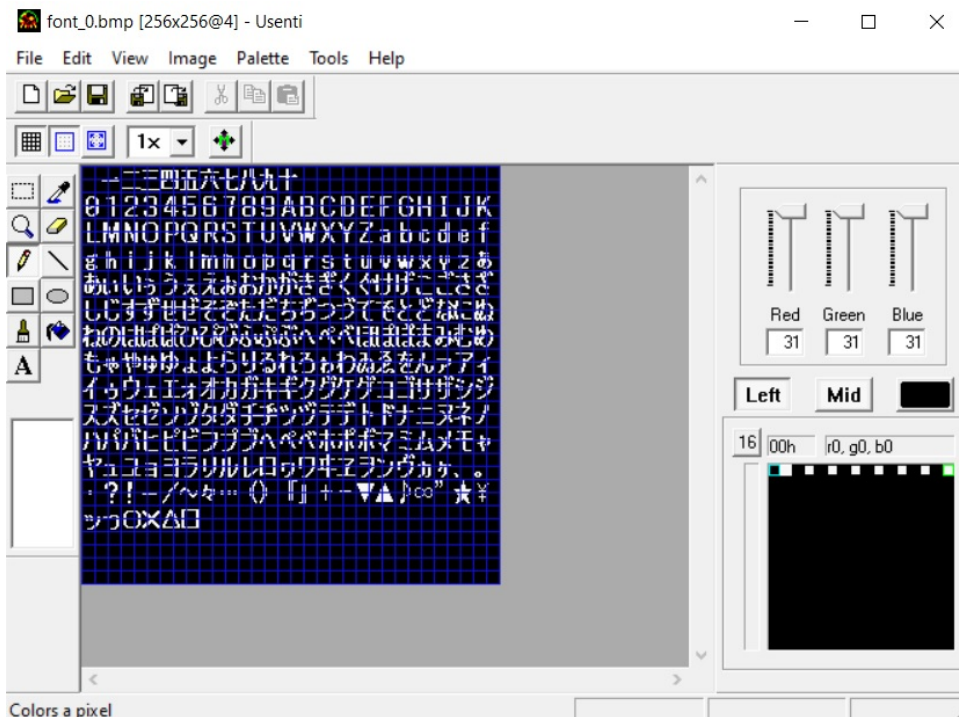 font_0.bmp [256x256@4] - Usenti
File Edit View Image Palette Tools Help
1x
一二三四五六七八九十
0123456789ABCDEFGHIJK
LMNOPQRSTUVWXYZabcdef
ghijklmnopqrstuvwxyzあ
ぃいぅうぇえぉおかがきぎくぐけげこごさざ
しじすずせぜそぞただちぢつづてでとどなにぬ
ねのはばぱひびぴふぶぷへべぺほぼぽまみむめ
もゃやゅゆょよらりるれろゎわゐゑをんァアィ
イゥウェエォオカガキギクグケゲコゴサザシジ
スズセゼソゾタダチヂツヅテデトドナニヌネノ
ハバパヒビピフブプヘベペホボポマミムメモャ
ヤュユョヨラリルレロヮワヰヱヲンヴヵヶ、。
・?!ー/〜々…()『』+-▼▲♪∞”★¥
ッっ○×△□
Red Green Blue
31 31 31
Left Mid
16 00h r0, g0, b0
Colors a pixel